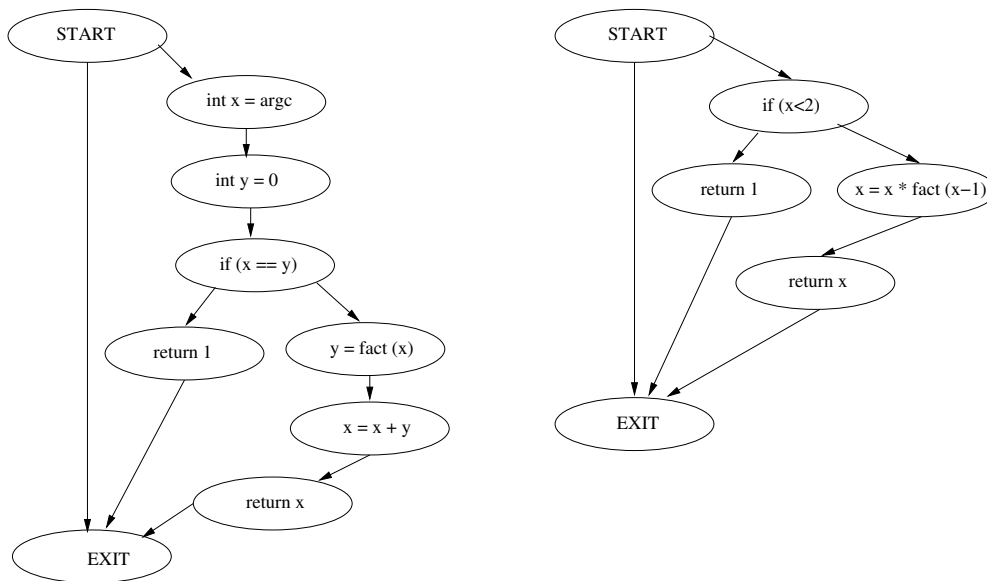 START
int x = argc
int y = 0
if (x == y)
return 1
y = fact (x)
x = x + y
return x
EXIT
START
if (x<2)
return 1
x = x * fact (x−1)
return x
EXIT